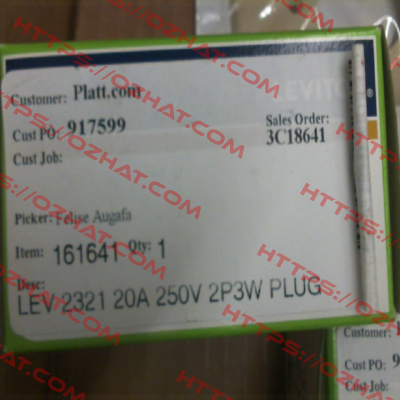 LEVITON
®
Customer: Platt.com
Cust PO: 917599
Sales Order:
3C18641
Cust Job:
Picker: Felise Augafa
Item: 161641 Qty: 1
Desc:
LEV 2321 20A 250V 2P3W PLUG
Customer:
Cust PO: 9
Cust Job:
HTTPS://OZHAT.COM